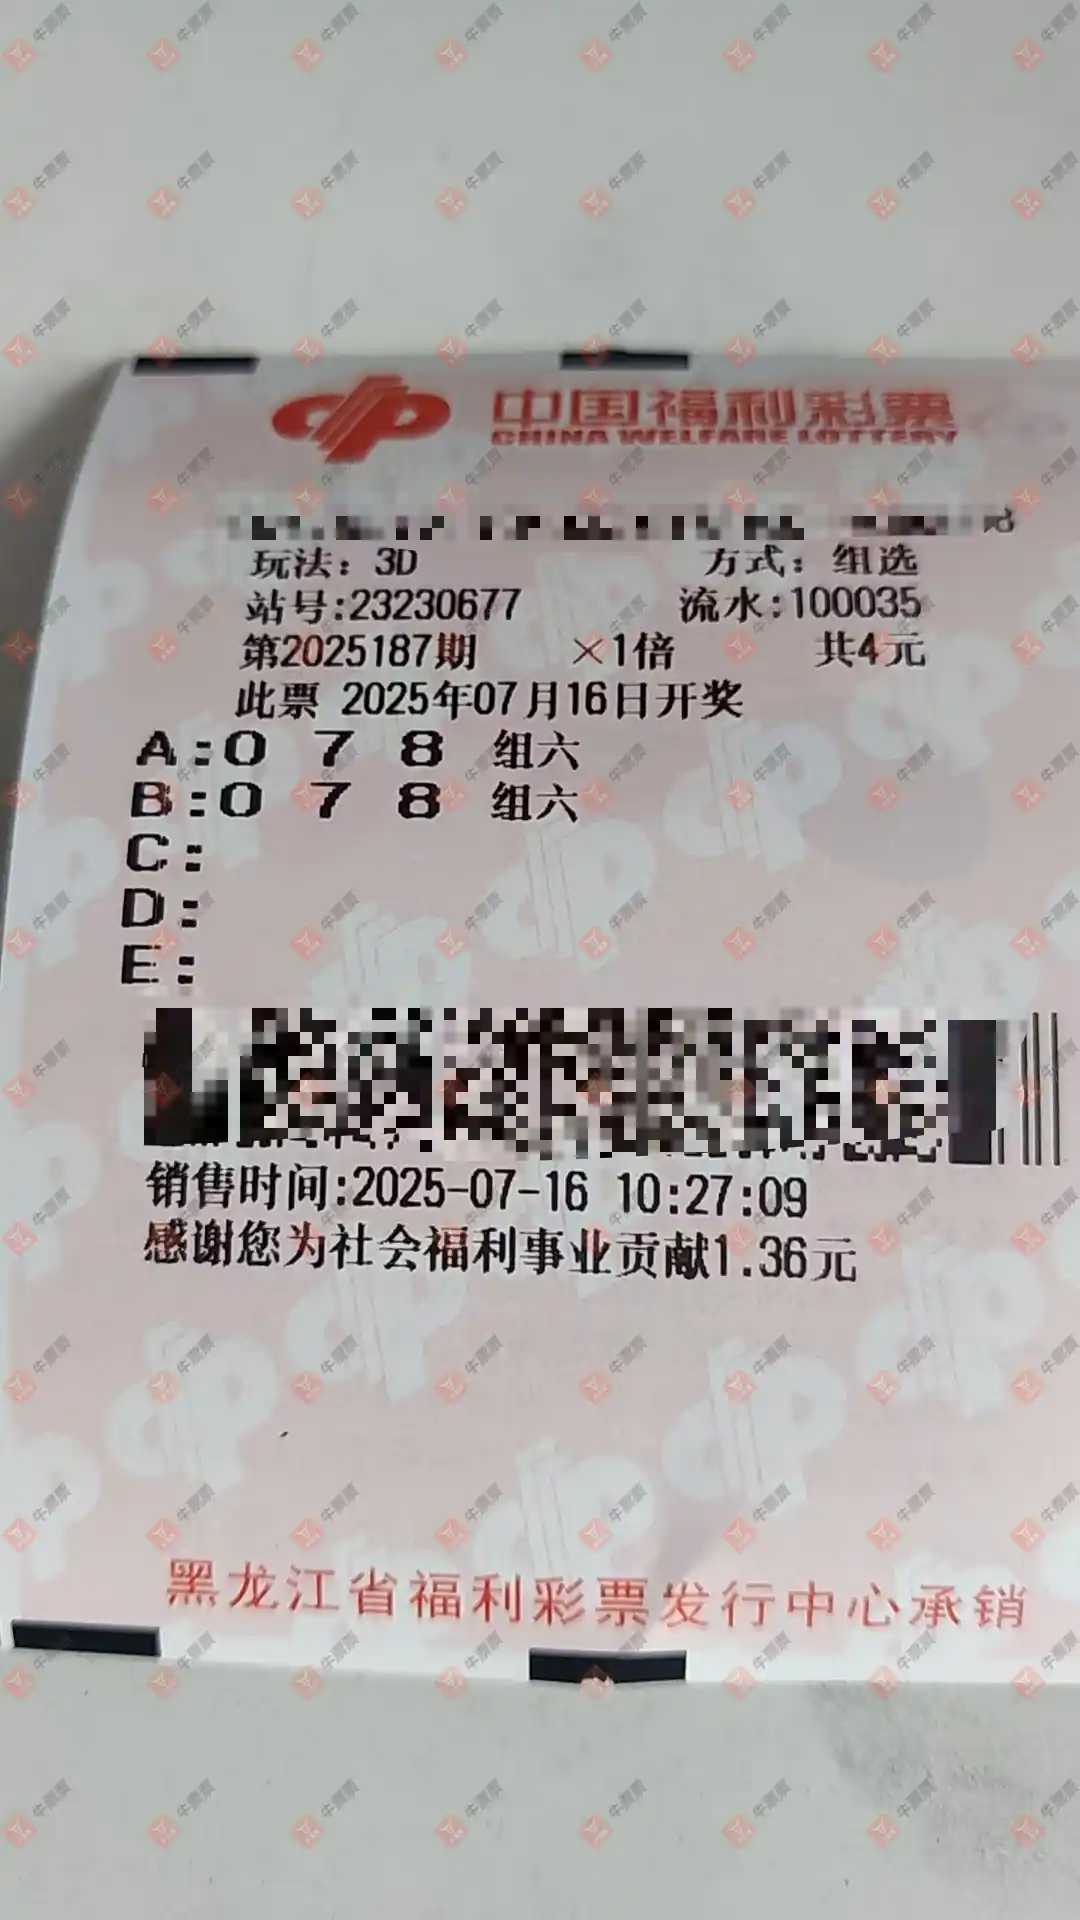 中国福利彩票
CHINA WELFARE LOTTERY
玩法：3D 方式：组选
站号:23230677 流水:100035
第2025187期 ×1倍 共4元
此票 2025年07月16日开奖
A:0 7 8 组六
B:0 7 8 组六
C:
D:
E:
销售时间:2025-07-16 10:27:09
感谢您为社会福利事业贡献1.36元
黑龙江省福利彩票发行中心承销
牛票票